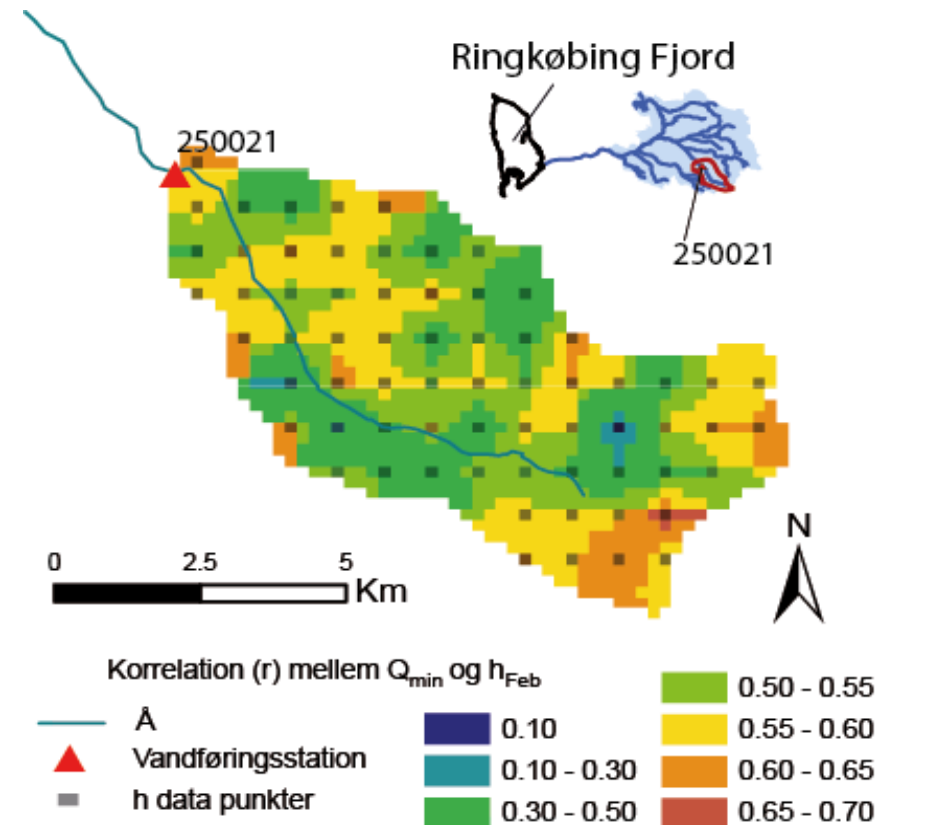 Ringkøbing Fjord
250021
250021
N
0 2.5 5
Km
Korrelation (r) mellem Qmin og hFeb
Å
Vandføringsstation
h data punkter
0.10
0.10 - 0.30
0.30 - 0.50
0.50 - 0.55
0.55 - 0.60
0.60 - 0.65
0.65 - 0.70